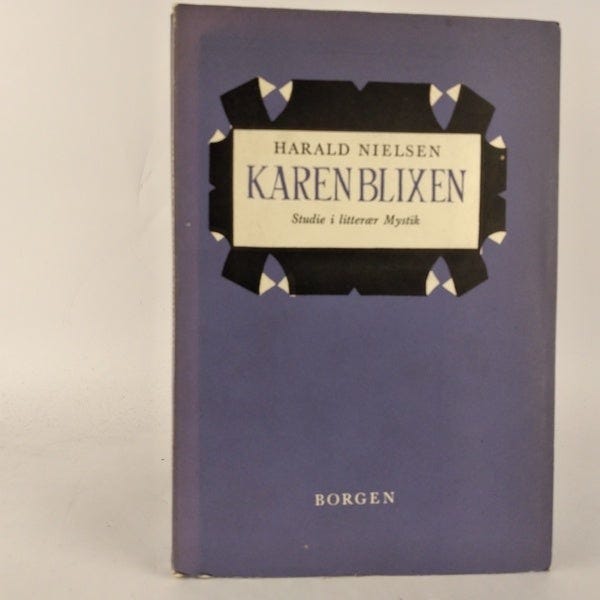 HARALD NIELSEN
KAREN BLIXEN
Studie i litterær Mystik
BORGEN